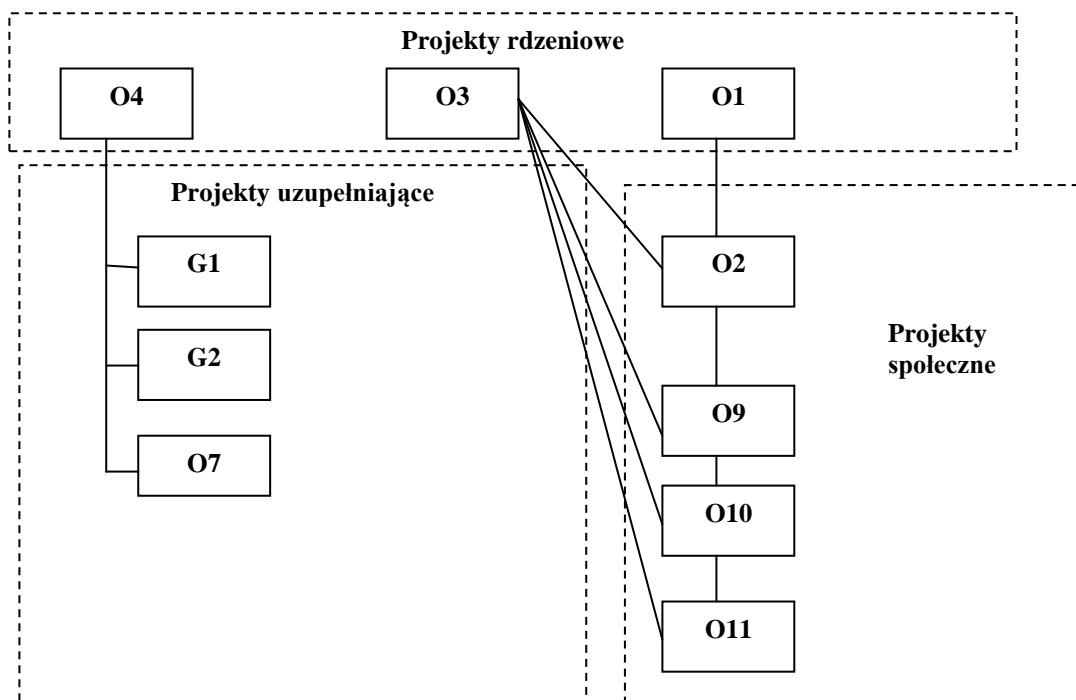 Projekty rdzeniowe
O4
O3
O1
Projekty uzupełniające
G1
G2
O7
O2
Projekty
społeczne
O9
O10
O11